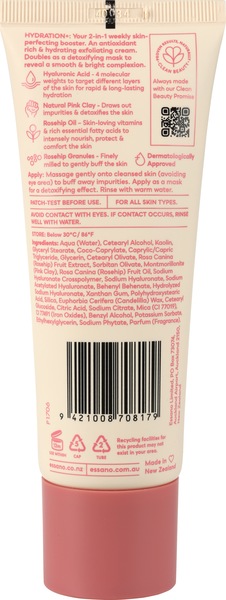 HYDRATION+: Your 2-in-1 weekly skin-
perfecting booster. An antioxidant
rich & hydrating exfoliating cream.
Doubles as a detoxifying mask to
reveal a smooth & bright complexion.
Hyaluronic Acid - 4 molecular
weights to target different layers
of the skin for rapid & long-lasting
hydration
Natural Pink Clay - Draws out
impurities & detoxifies the skin
Rosehip Oil - Skin-loving vitamins
& rich essential fatty acids to
intensely nourish, protect &
comfort the skin
Rosehip Granules - Finely
milled to gently buff the skin
Always made
with our Clean
Beauty Promise
Dermatologically
Approved
Apply: Massage gently onto cleansed skin (avoiding
eye area) to buff away impurities. Apply as a mask
for a detoxifying effect. Rinse with warm water.
PATCH-TEST BEFORE USE.
FOR ALL SKIN TYPES.
AVOID CONTACT WITH EYES. IF CONTACT OCCURS, RINSE
WELL WITH WATER.
STORE: Below 30°C/ 86°F
Ingredients: Aqua (Water), Cetearyl Alcohol, Kaolin,
Glyceryl Stearate, Coco-Caprylate, Caprylic/Capric
Triglyceride, Glycerin, Cetearyl Olivate, Rosa Canina
(Rosehip) Fruit Extract, Sorbitan Olivate, Montmorillonite
(Pink Clay), Rosa Canina (Rosehip) Fruit Oil, Sodium
Hyaluronate Crosspolymer, Sodium Hyaluronate, Sodium
Acetylated Hyaluronate, Behenyl Behenate, Hydrolyzed
Sodium Hyaluronate, Xanthan Gum, Polyhydroxystearic
Acid, Silica, Euphorbia Cerifera (Candelilla) Wax, Cetearyl
Glucoside, Citric Acid, Sodium Citrate, Mica (CI 77019),
CI 77491 (Iron Oxides), Benzyl Alcohol, Potassium Sorbate,
Ethylhexylglycerin, Sodium Phytate, Parfum (Fragrance).
9 421008 708179
Recycling facilities for
this product may not
exist in your area.
CAP
TUBE
essano.co.nz
essano.com.au
Made in
New Zealand